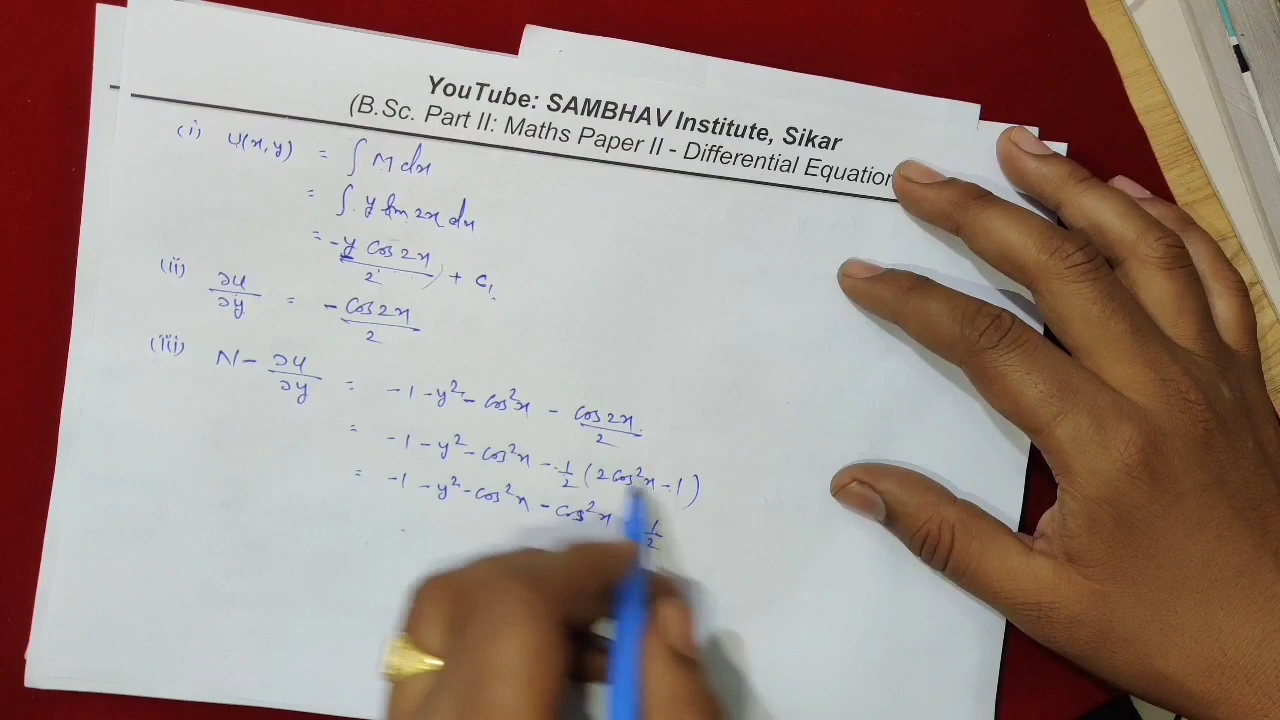 YouTube: SAMBHAV Institute, Sikar
(B.Sc. Part II: Maths Paper II - Differential Equation
(i) U(x,y) = ∫ M dx
= ∫ y sin 2x dx
= -y cos 2x / 2 + c₁
(ii) ∂u/∂y = - cos 2x / 2
(iii) N - ∂u/∂y = -1 - y² - cos²x - cos 2x / 2
= -1 - y² - cos²x - 1/2 (2cos²x - 1)
= -1 - y² - cos²x - cos²x 1/2